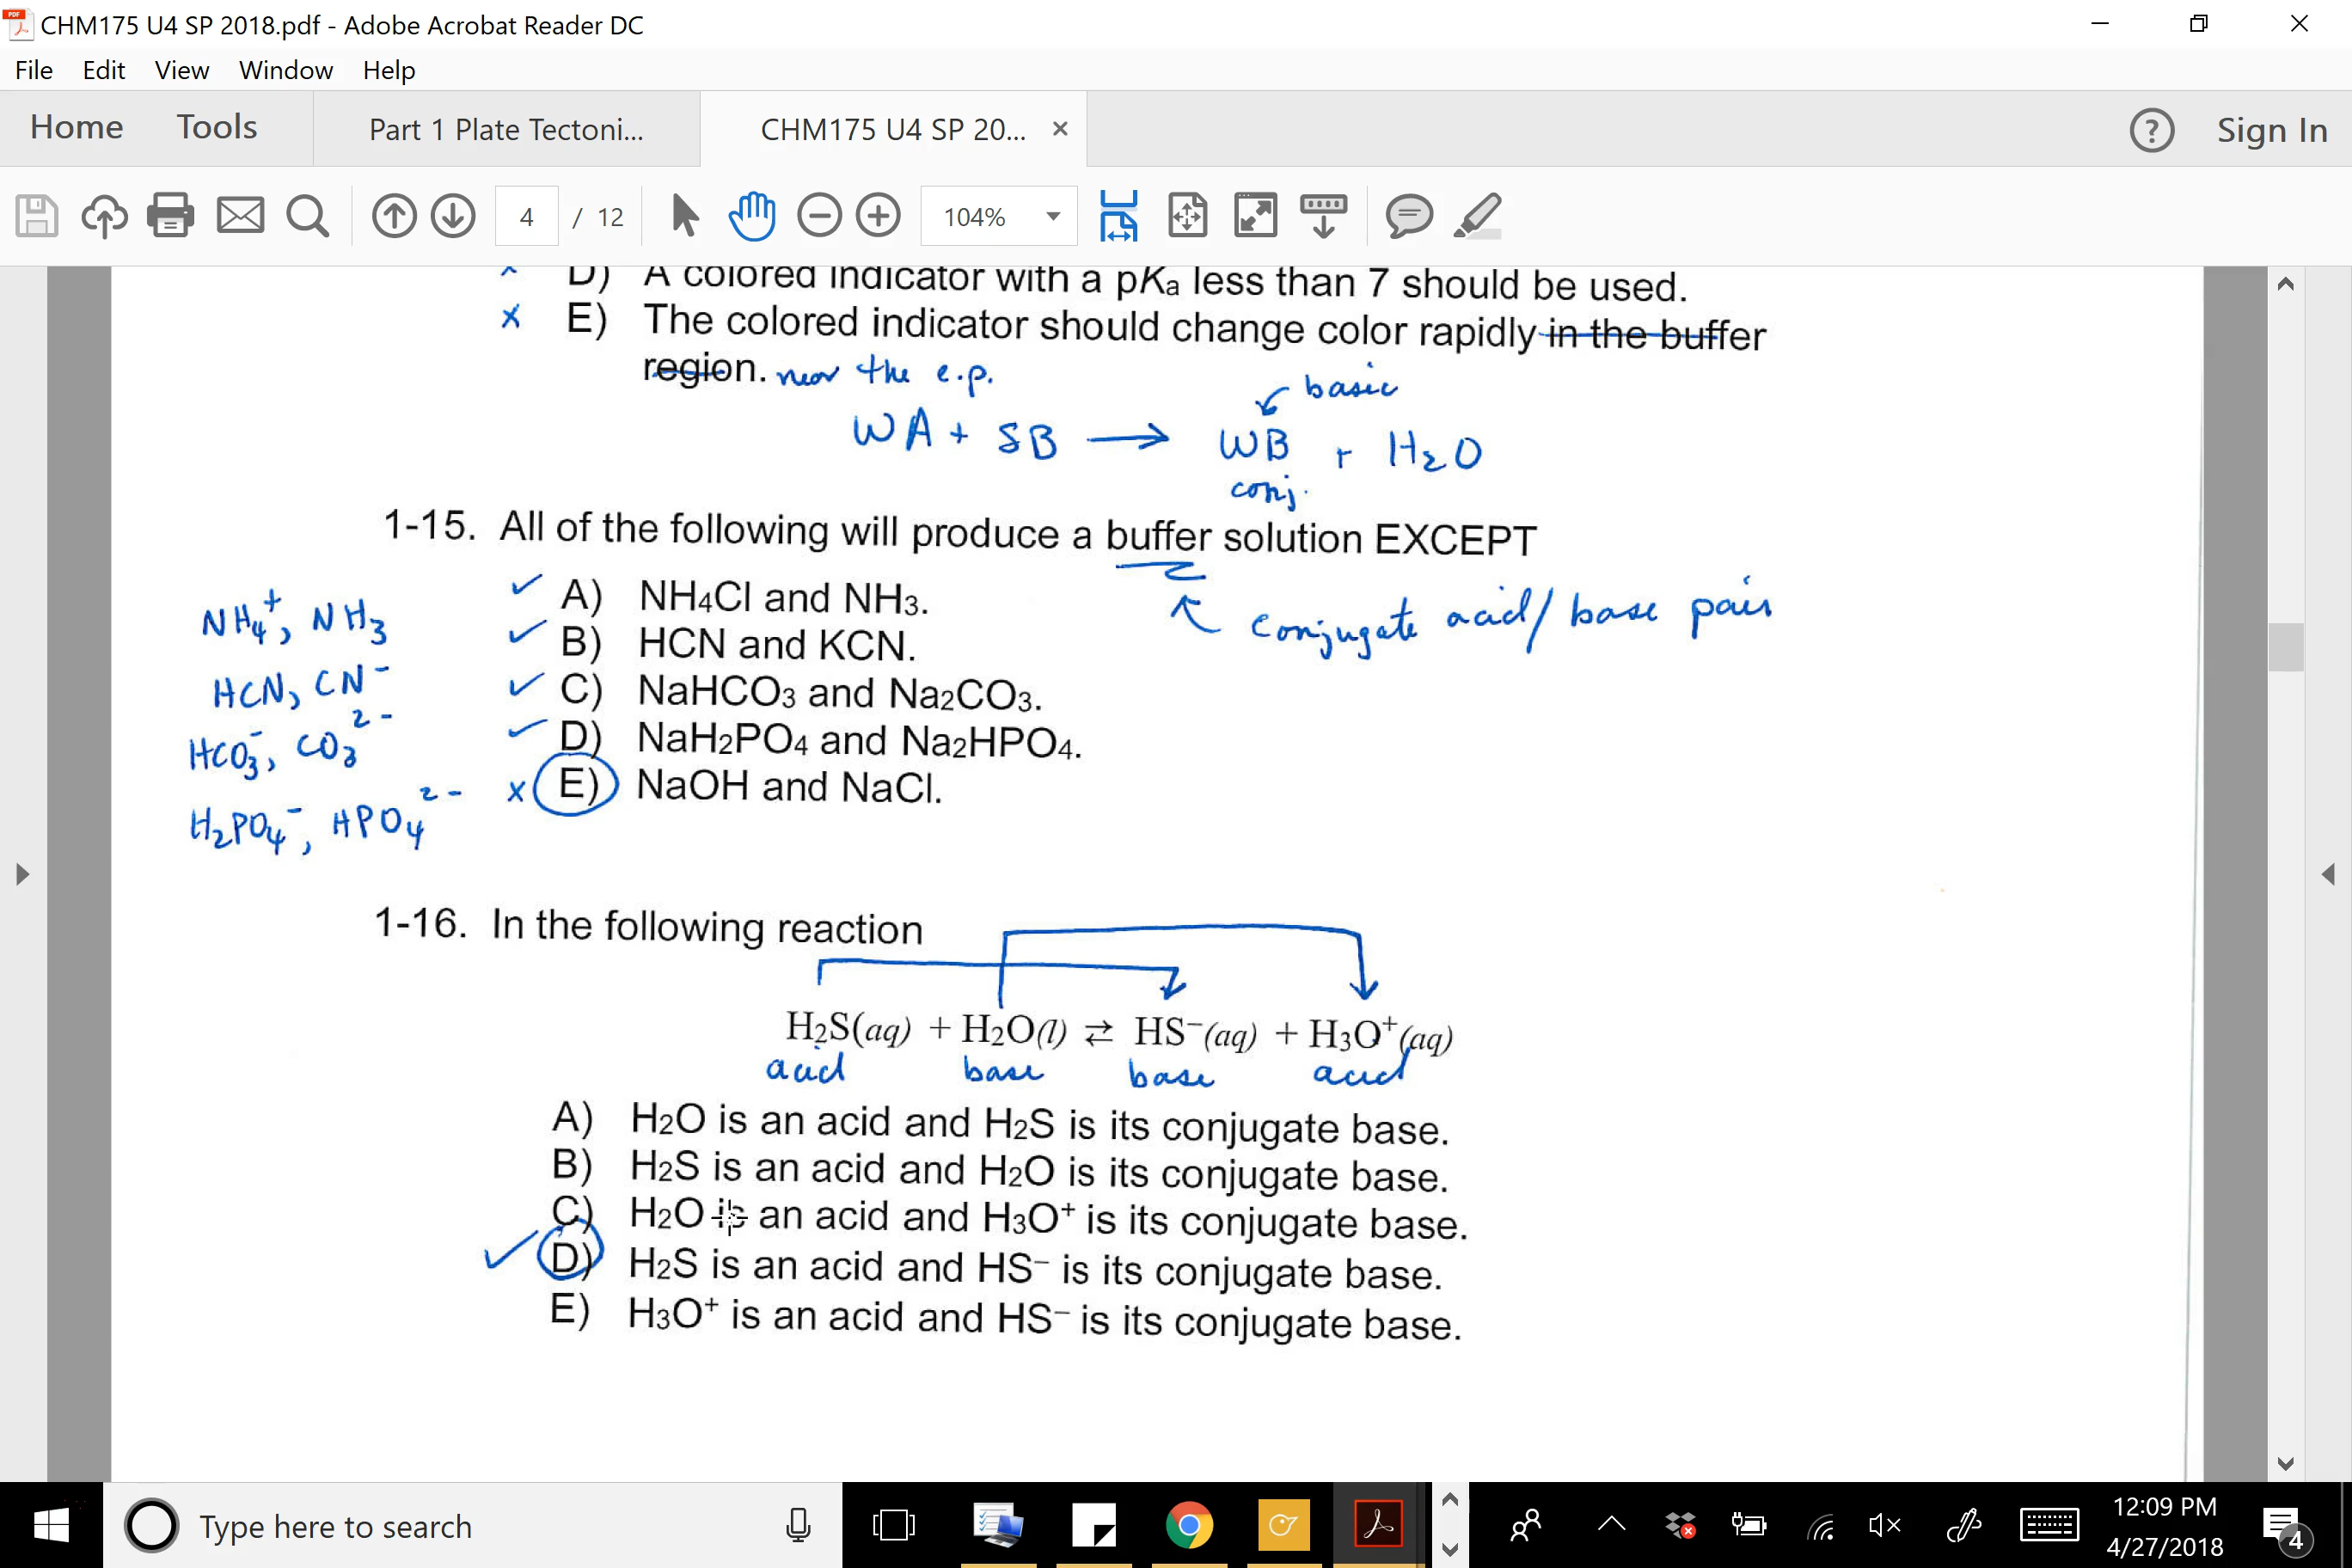 CHM175 U4 SP 2018.pdf - Adobe Acrobat Reader DC
File Edit View Window Help
Home Tools Part 1 Plate Tectoni... CHM175 U4 SP 20... × ? Sign In
4 / 12 104%
× D) A colored indicator with a pKa less than 7 should be used.
× E) The colored indicator should change color rapidly in the buffer
region. near the e.p.
basic
WA + SB → WB + H2O
conj.
1-15. All of the following will produce a buffer solution EXCEPT
conjugate acid/base pair
✓ A) NH4Cl and NH3.
NH4+, NH3
✓ B) HCN and KCN.
HCN, CN-
✓ C) NaHCO3 and Na2CO3.
HCO3-, CO3 2-
✓ D) NaH2PO4 and Na2HPO4.
× E) NaOH and NaCl.
H2PO4-, HPO4 2-
1-16. In the following reaction
H2S(aq) + H2O(l) ⇄ HS−(aq) + H3O+(aq)
acid base base acid
A) H2O is an acid and H2S is its conjugate base.
B) H2S is an acid and H2O is its conjugate base.
C) H2O is an acid and H3O+ is its conjugate base.
✓ D) H2S is an acid and HS− is its conjugate base.
E) H3O+ is an acid and HS− is its conjugate base.
Type here to search
12:09 PM
4/27/2018
4